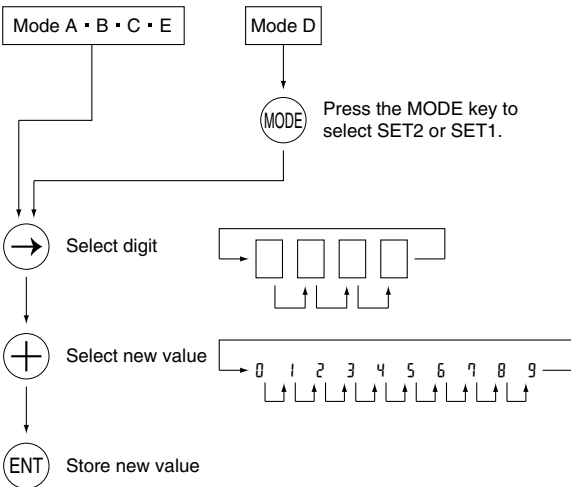 Mode A・B・C・E
Mode D
MODE
Press the MODE key to
select SET2 or SET1.
Select digit
Select new value
0 1 2 3 4 5 6 7 8 9
ENT
Store new value